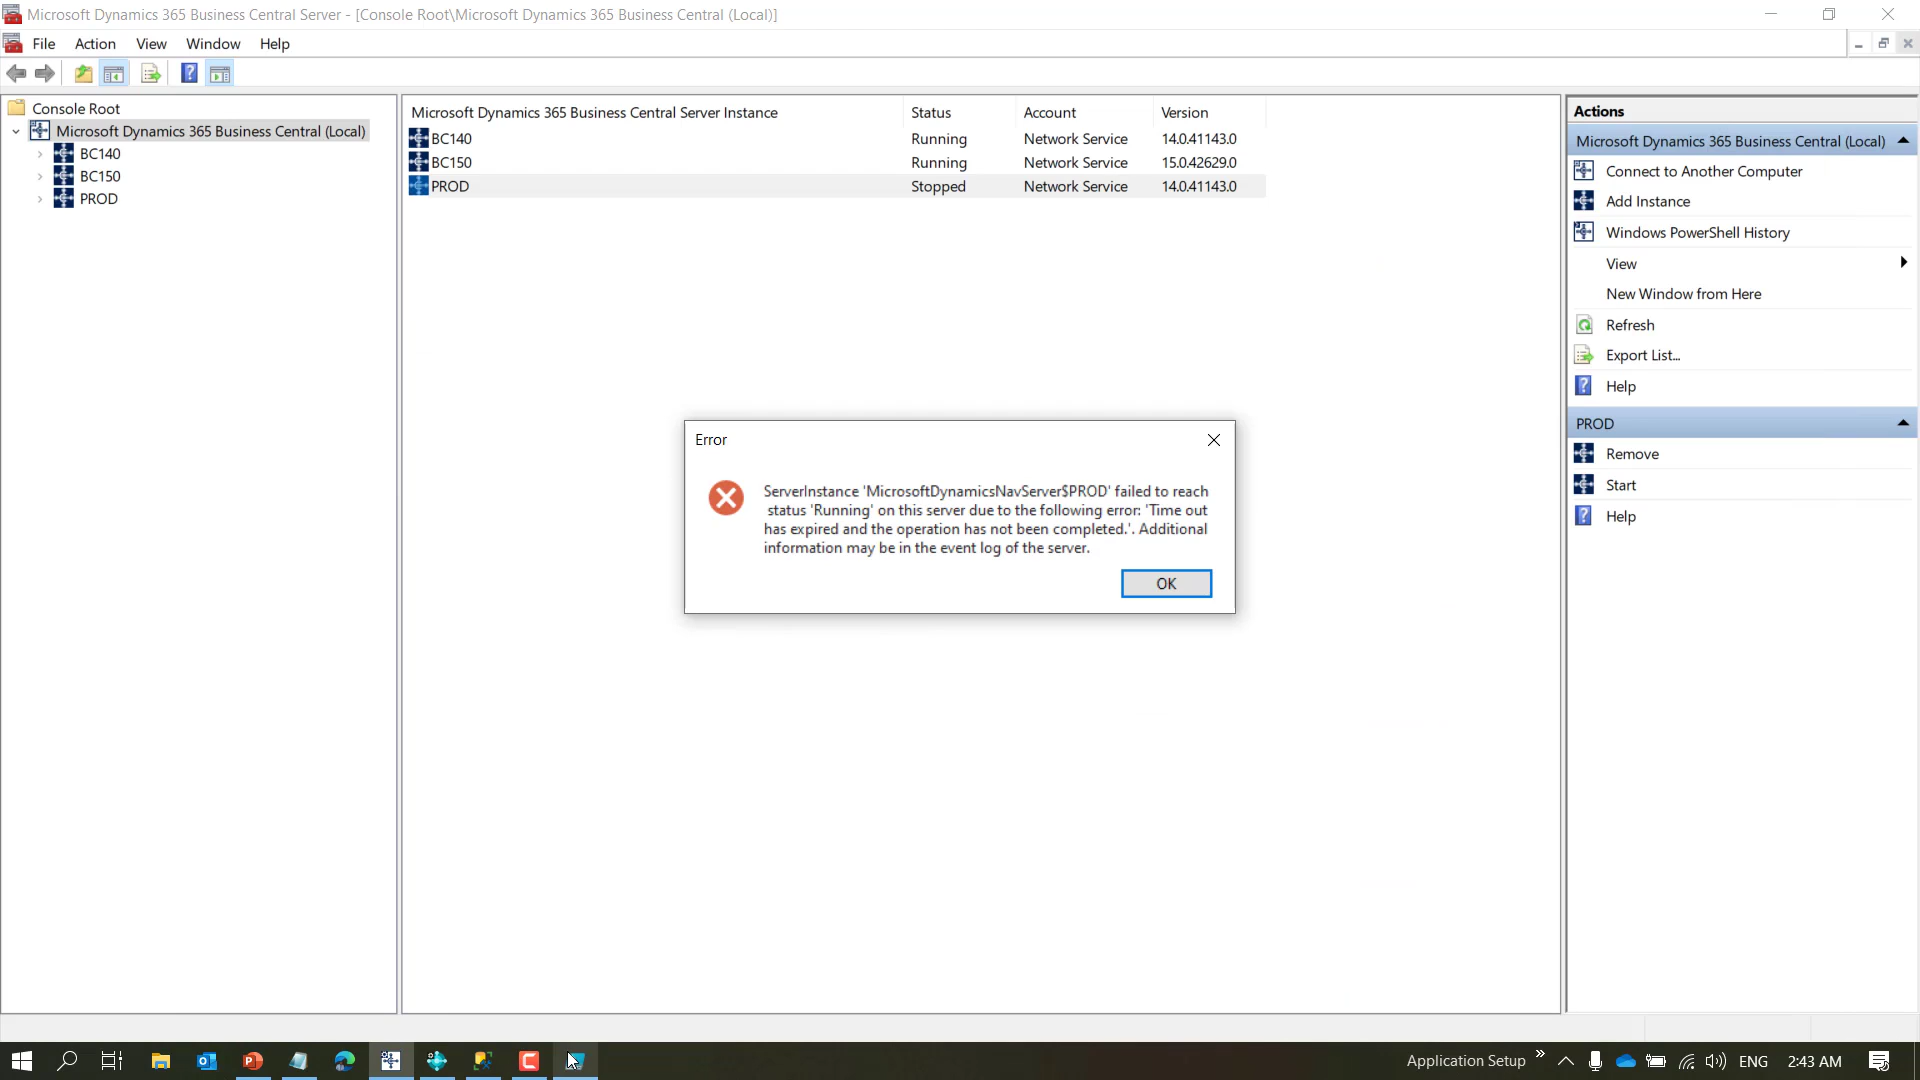 Microsoft Dynamics 365 Business Central Server - [Console Root\Microsoft Dynamics 365 Business Central (Local)]
File Action View Window Help
Console Root
Microsoft Dynamics 365 Business Central (Local)
BC140
BC150
PROD
Microsoft Dynamics 365 Business Central Server Instance Status Account Version
BC140 Running Network Service 14.0.41143.0
BC150 Running Network Service 15.0.42629.0
PROD Stopped Network Service 14.0.41143.0
Error
ServerInstance 'MicrosoftDynamicsNavServer$PROD' failed to reach
status 'Running' on this server due to the following error: 'Time out
has expired and the operation has not been completed.'. Additional
information may be in the event log of the server.
OK
Actions
Microsoft Dynamics 365 Business Central (Local)
Connect to Another Computer
Add Instance
Windows PowerShell History
View
New Window from Here
Refresh
Export List...
Help
PROD
Remove
Start
Help
Application Setup » ENG 2:43 AM